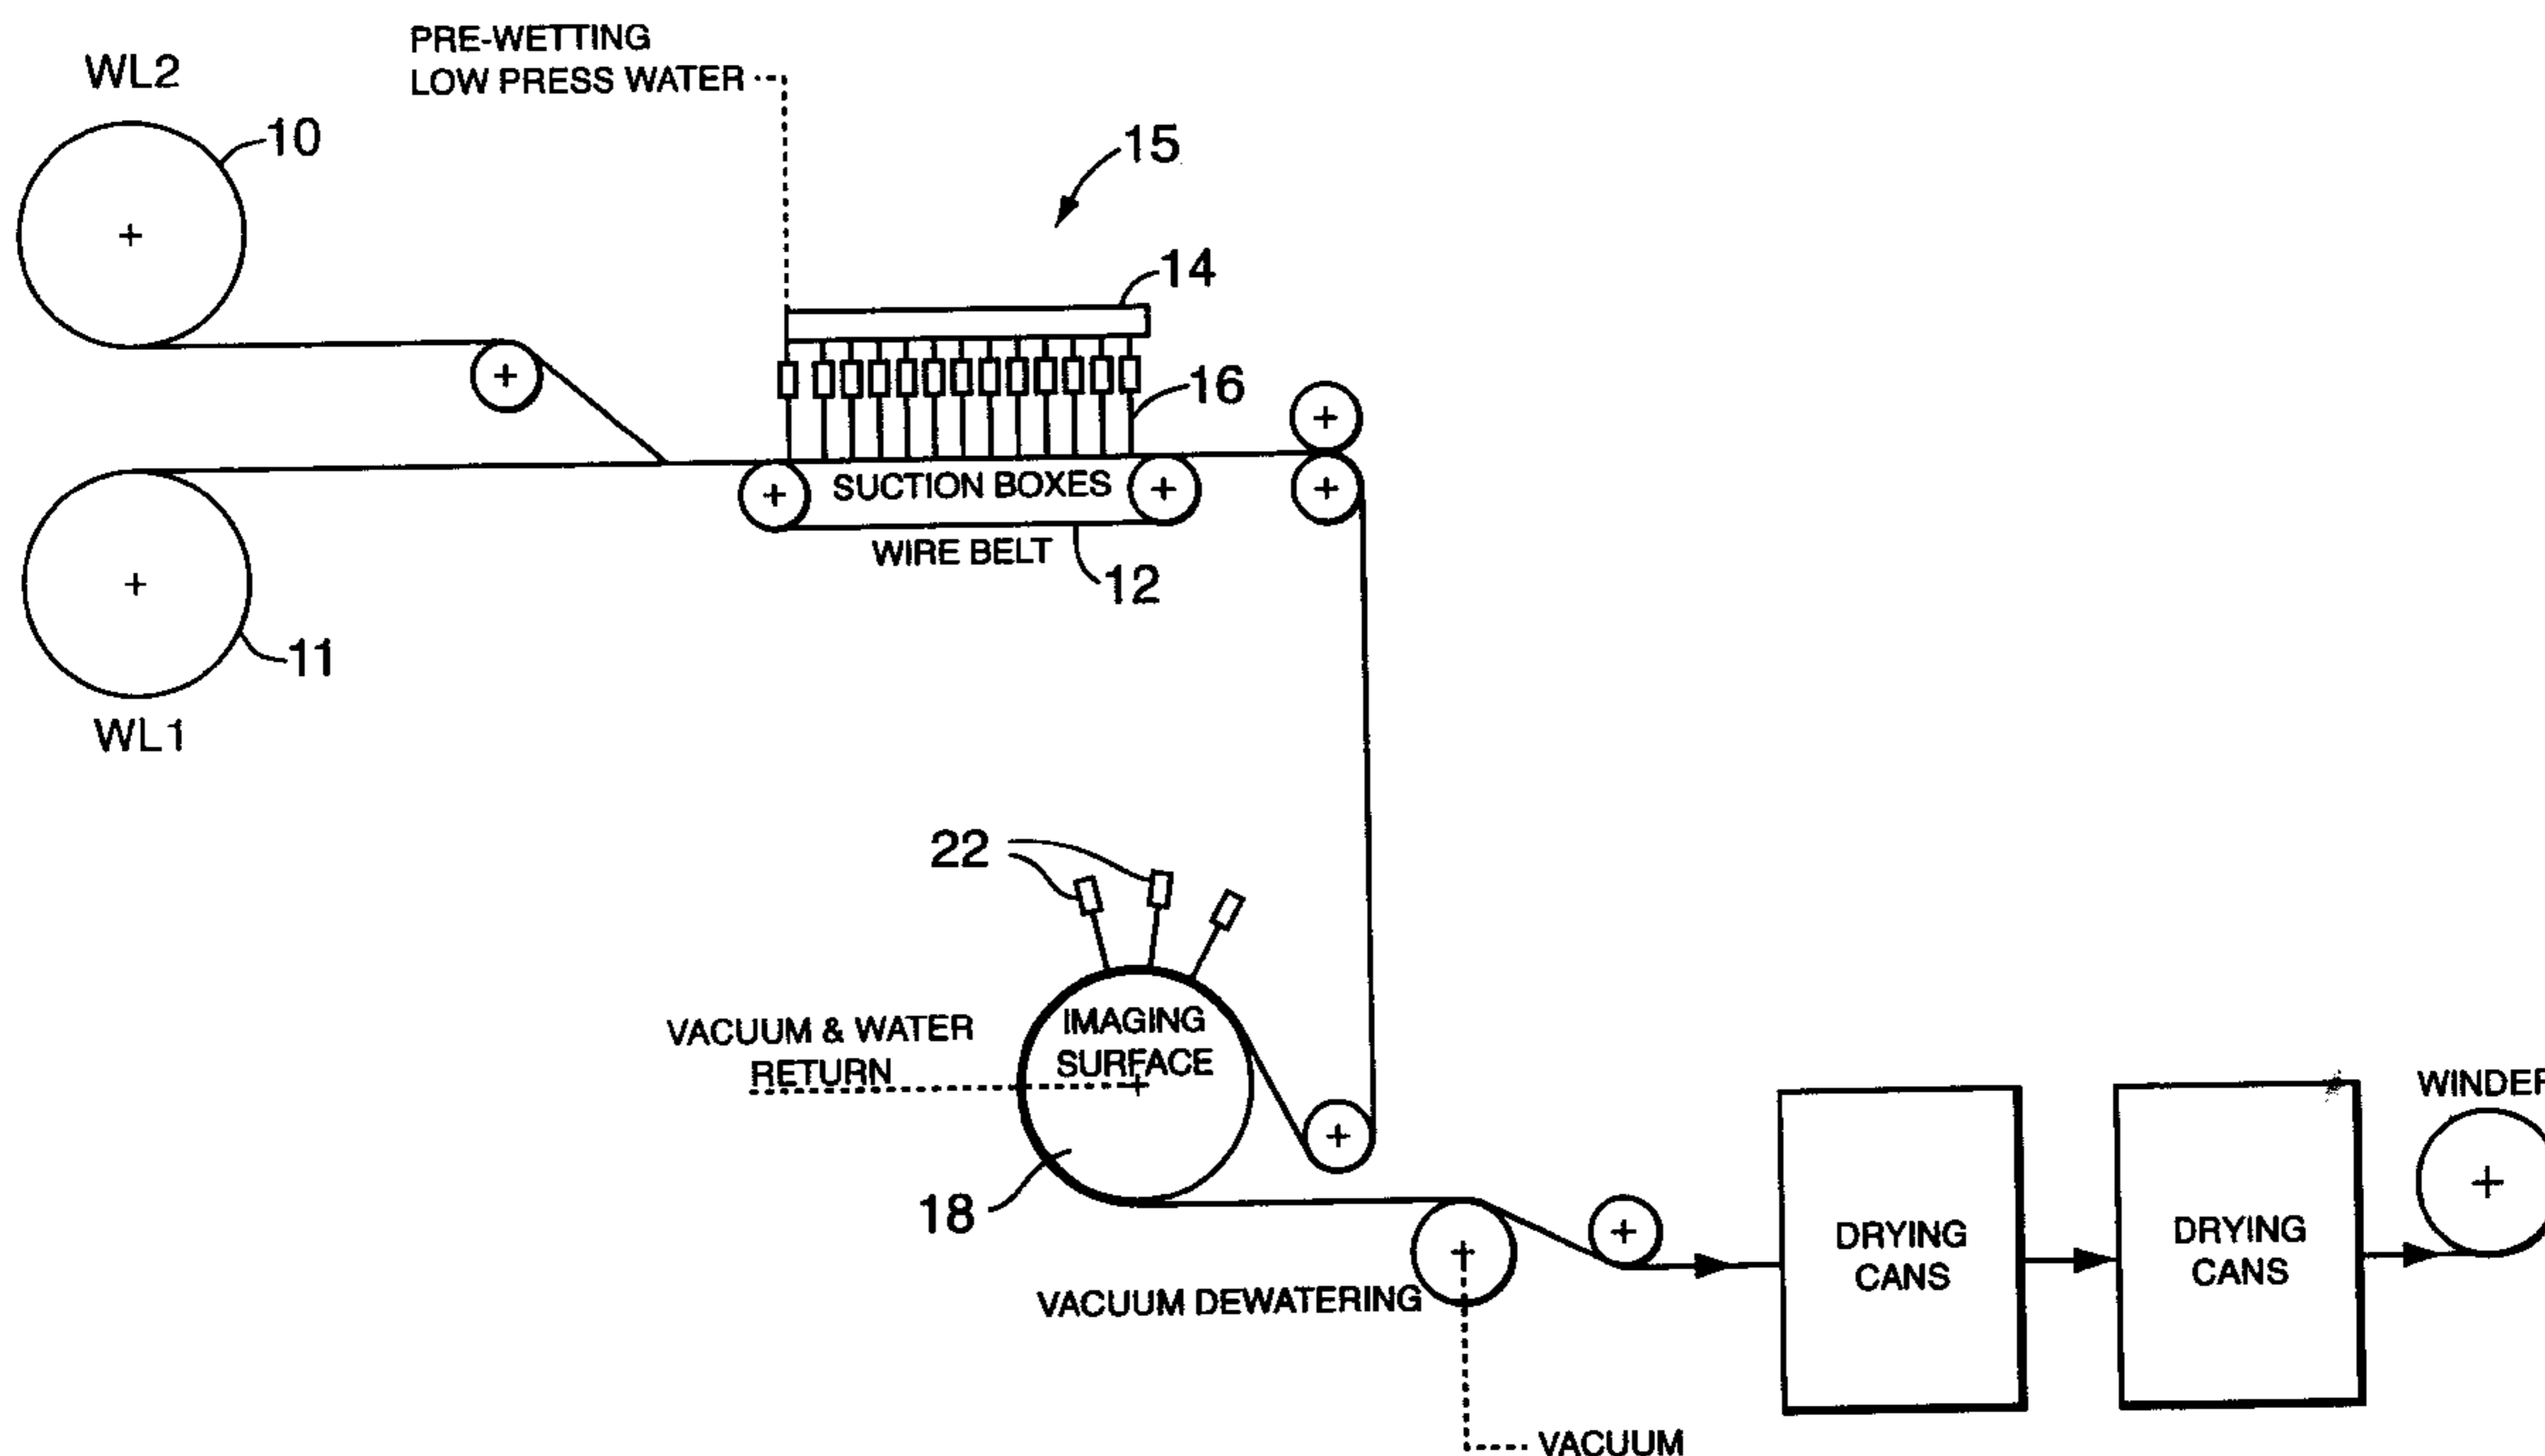 PRE-WETTING
LOW PRESS WATER
WL2
10
15
14
16
SUCTION BOXES
WIRE BELT
12
11
WL1
22
IMAGING
SURFACE
VACUUM & WATER
RETURN
18
VACUUM DEWATERING
VACUUM
DRYING
CANS
DRYING
CANS
WINDER